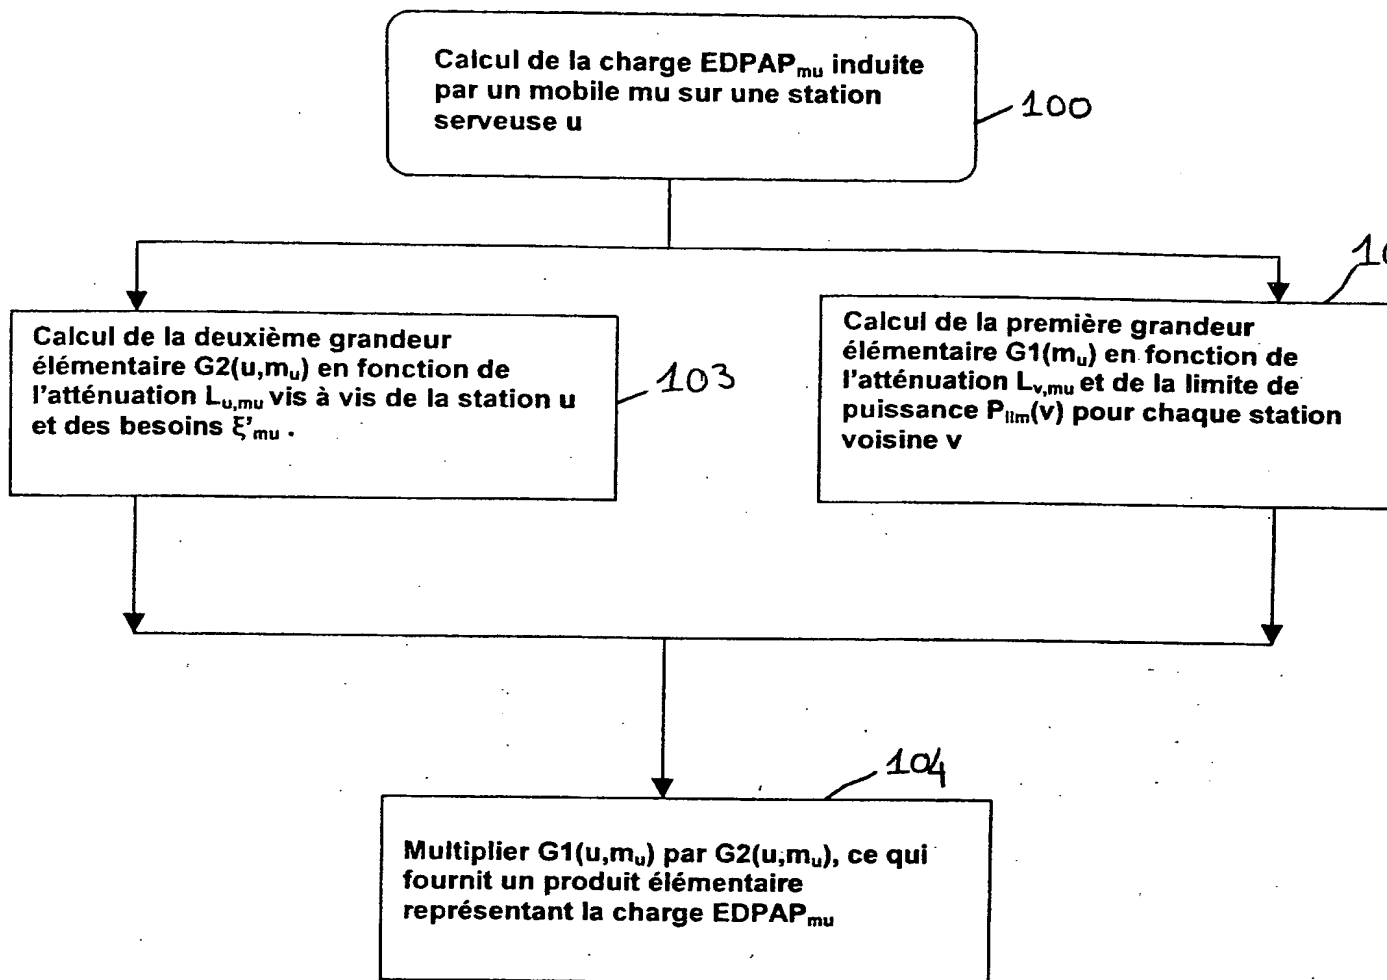 Calcul de la charge EDPAPmu induite
par un mobile mu sur une station
serveuse u
100
Calcul de la deuxième grandeur
élémentaire G2(u,mu) en fonction de
l'atténuation Lu,mu vis à vis de la station u
et des besoins ξ'mu .
103
Calcul de la première grandeur
élémentaire G1(mu) en fonction de
l'atténuation Lv,mu et de la limite de
puissance Plim(v) pour chaque station
voisine v
104
Multiplier G1(u,mu) par G2(u,mu), ce qui
fournit un produit élémentaire
représentant la charge EDPAPmu